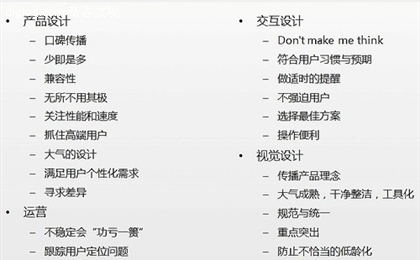 • 产品设计
– 口碑传播
– 少即是多
– 兼容性
– 无所不用其极
– 关注性能和速度
– 抓住高端用户
– 大气的设计
– 满足用户个性化需求
– 寻求差异
• 运营
– 不稳定会“功亏一篑”
– 跟踪用户定位问题
• 交互设计
– Don't make me think
– 符合用户习惯与预期
– 做适时的提醒
– 不强迫用户
– 选择最佳方案
– 操作便利
• 视觉设计
– 传播产品理念
– 大气成熟，干净整洁，工具化
– 规范与统一
– 重点突出
– 防止不恰当的低龄化